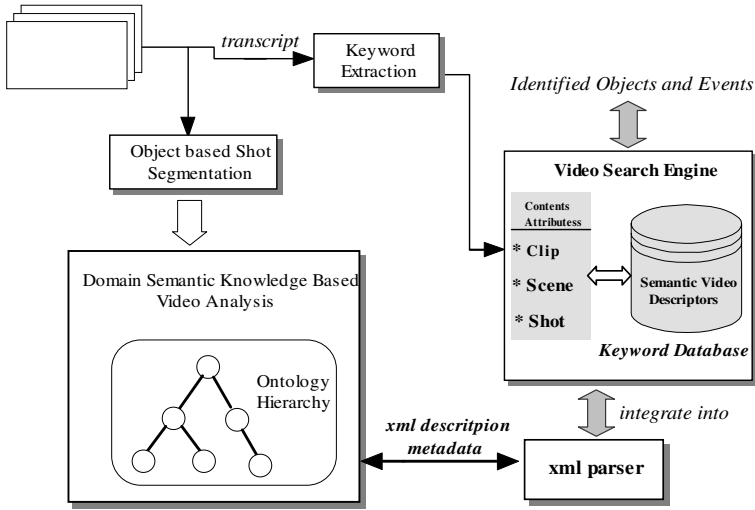 transcript
Keyword
Extraction
Identified Objects and Events
Object based Shot
Segmentation
Video Search Engine
Contents
Attributess
* Clip
* Scene
* Shot
Semantic Video
Descriptors
Keyword Database
Domain Semantic Knowledge Based
Video Analysis
Ontology
Hierarchy
xml descritpion
metadata
integrate into
xml parser